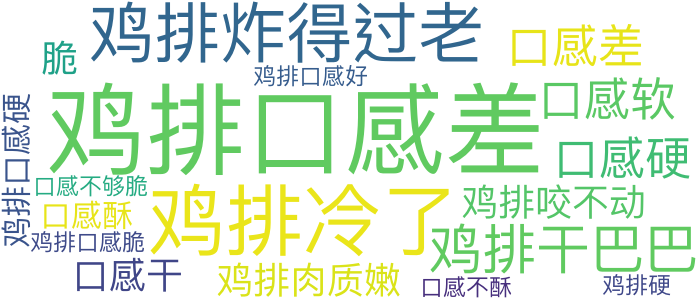 鸡排炸得过老
口感差
脆
鸡排口感好
鸡排口感差
口感软
鸡排口感硬
口感硬
口感不够脆
鸡排冷了
鸡排咬不动
口感酥
鸡排口感脆
鸡排干巴巴
口感干
鸡排肉质嫩
口感不酥
鸡排硬